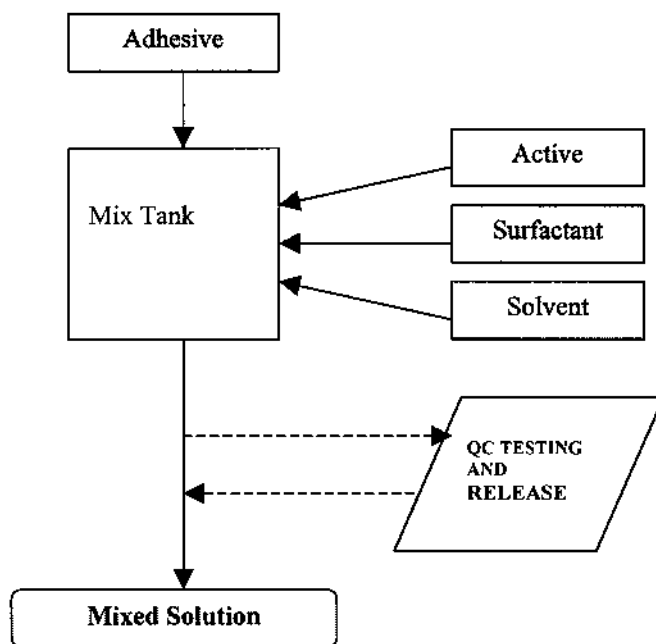 Adhesive
Mix Tank
Active
Surfactant
Solvent
QC TESTING
AND
RELEASE
Mixed Solution